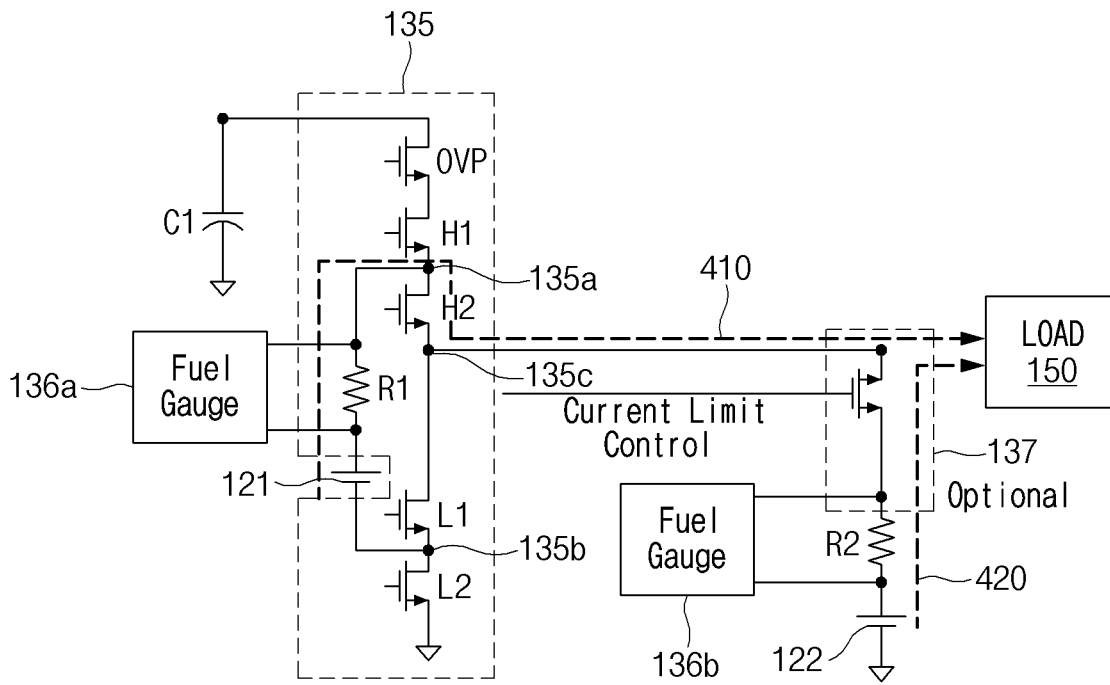 135
OVP
C1
H1
135a
410
H2
LOAD
150
136a
Fuel
Gauge
R1
135c
Current Limit
Control
137
121
Optional
L1
Fuel
Gauge
135b
R2
L2
420
136b
122